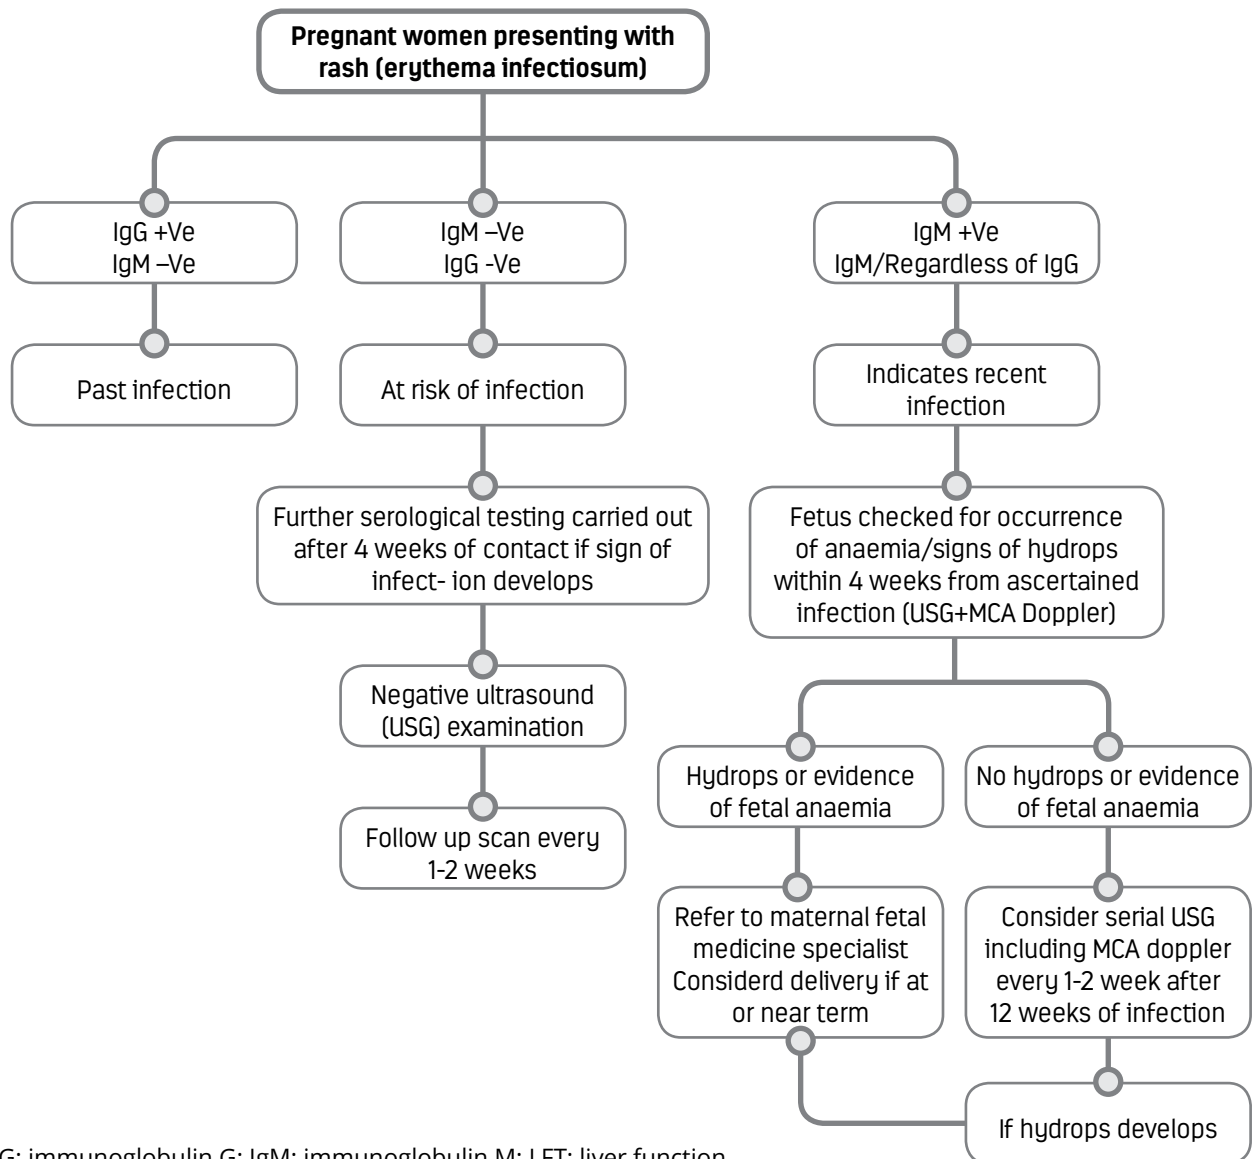 Pregnant women presenting with
rash (erythema infectiosum)
IgG +Ve
IgM –Ve
Past infection
IgM –Ve
IgG -Ve
At risk of infection
Further serological testing carried out
after 4 weeks of contact if sign of
infect- ion develops
Negative ultrasound
(USG) examination
Follow up scan every
1-2 weeks
IgM +Ve
IgM/Regardless of IgG
Indicates recent
infection
Fetus checked for occurrence
of anaemia/signs of hydrops
within 4 weeks from ascertained
infection (USG+MCA Doppler)
Hydrops or evidence
of fetal anaemia
Refer to maternal fetal
medicine specialist
Considerd delivery if at
or near term
No hydrops or evidence
of fetal anaemia
Consider serial USG
including MCA doppler
every 1-2 week after
12 weeks of infection
If hydrops develops
G: immunoglobulin G; IgM: immunoglobulin M; LFT: liver function